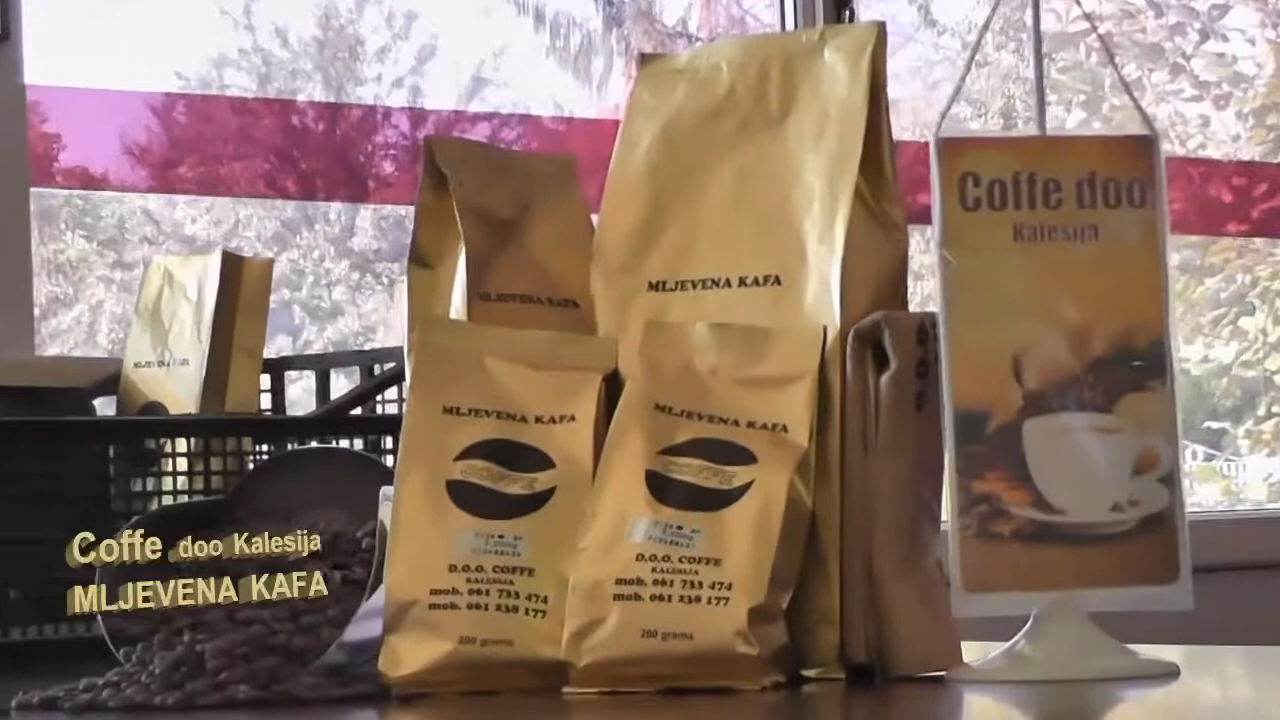 Coffe doo
Kalesija
MLJEVENA KAFA
MLJEVENA KAFA
MLJEVENA KAFA
MLJEVENA KAFA
COFFE
D.O.O. COFFE
KALESIJA
mob. 061 733 474
mob. 061 238 177
200 grama
MLJEVENA KAFA
COFFE
D.O.O. COFFE
KALESIJA
mob. 061 733 474
mob. 061 238 177
200 grama
Coffe doo Kalesija
MLJEVENA KAFA